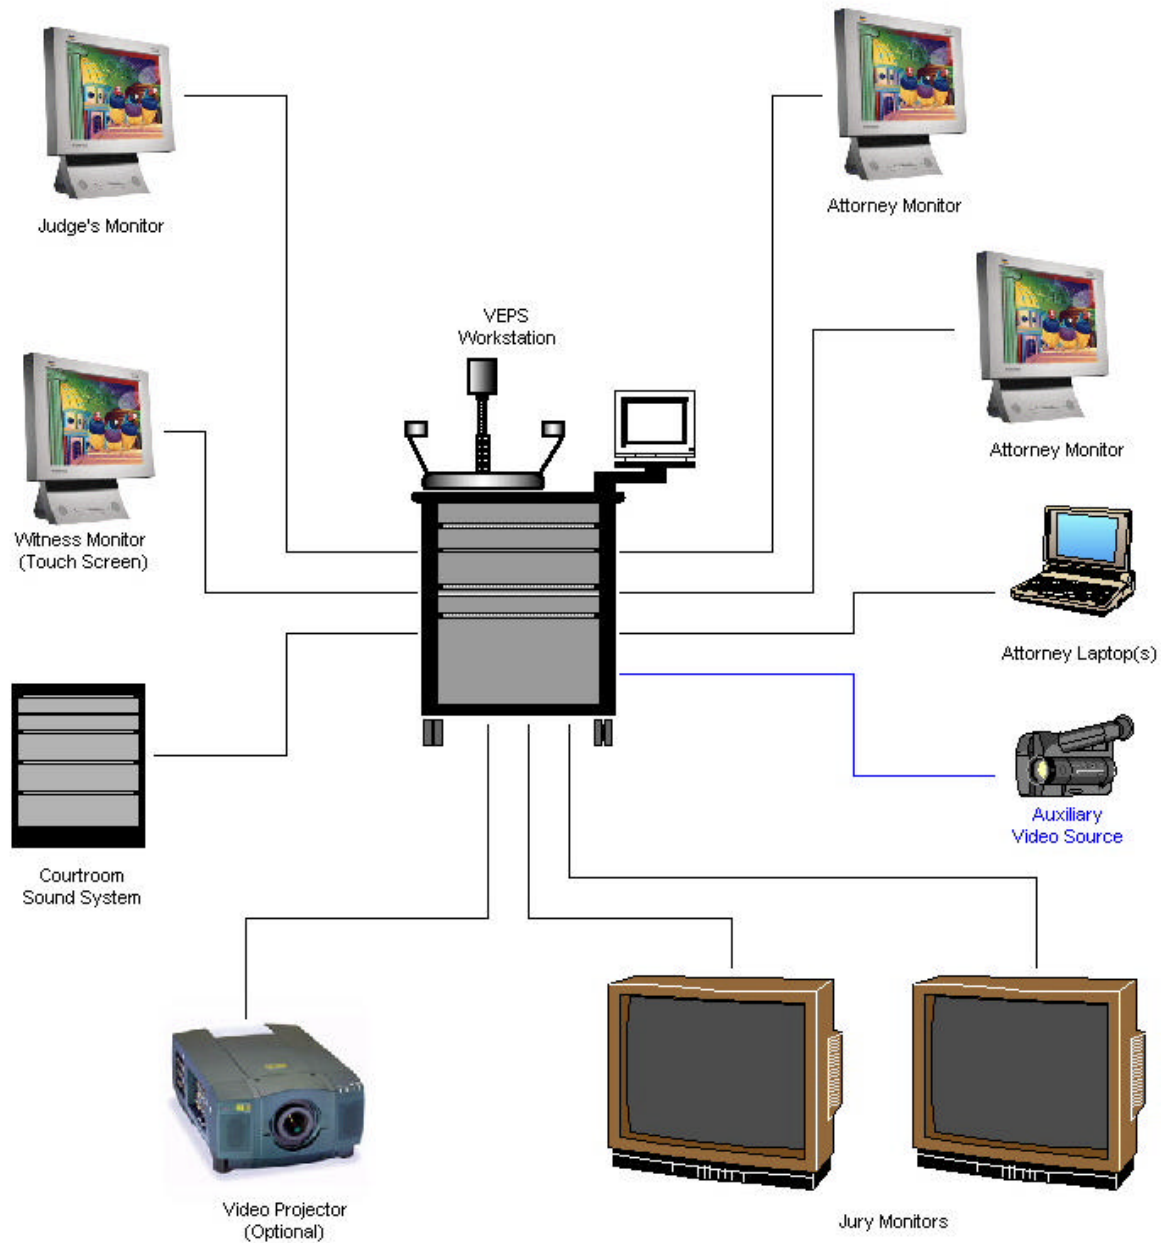 Judge's Monitor
Attorney Monitor
VEPS
Workstation
Attorney Monitor
Witness Monitor
(Touch Screen)
Attorney Laptop(s)
Auxiliary
Video Source
Courtroom
Sound System
Video Projector
(Optional)
Jury Monitors